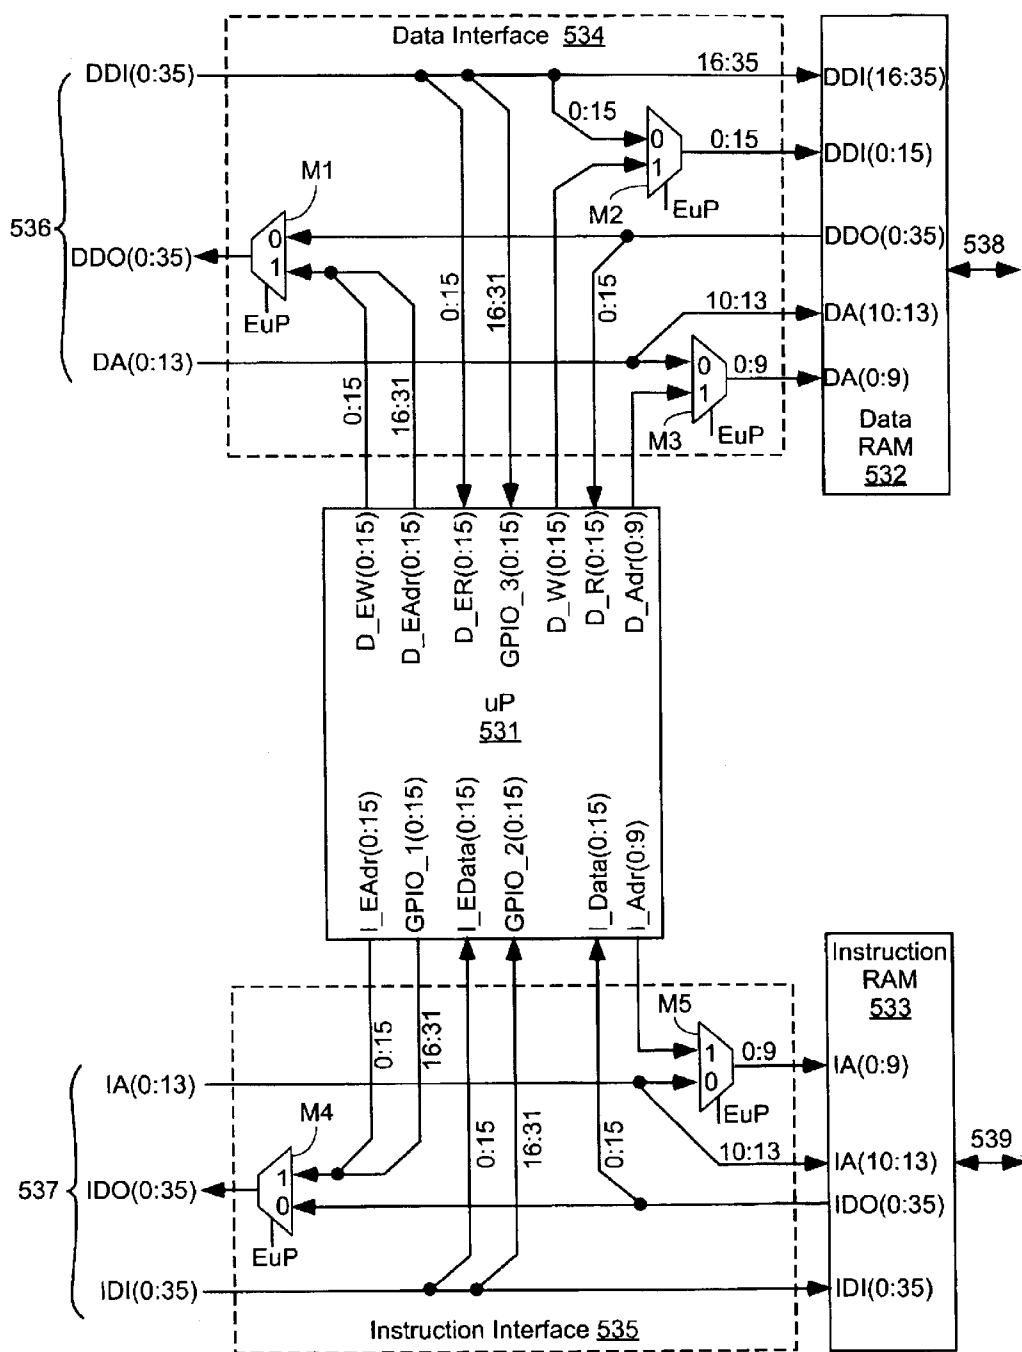 Data Interface 534
DDI(0:35)
16:35
DDI(16:35)
0:15
0
1
0:15
DDI(0:15)
M1
M2
EuP
536
DDO(0:35)
0
1
EuP
DDO(0:35)
538
0:15
16:31
0:15
10:13
DA(10:13)
DA(0:13)
0
1
0:9
DA(0:9)
0:15
16:31
M3
EuP
Data
RAM
532
D_EW(0:15)
D_EAdr(0:15)
D_ER(0:15)
GPIO_3(0:15)
D_W(0:15)
D_R(0:15)
D_Adr(0:9)
uP
531
I_EAdr(0:15)
GPIO_1(0:15)
I_EData(0:15)
GPIO_2(0:15)
I_Data(0:15)
I_Adr(0:9)
Instruction
RAM
533
M5
0:15
16:31
1
0
0:9
IA(0:9)
IA(0:13)
EuP
M4
0:15
16:31
0:15
10:13
IA(10:13)
539
537
IDO(0:35)
1
0
IDO(0:35)
EuP
IDI(0:35)
IDI(0:35)
Instruction Interface 535